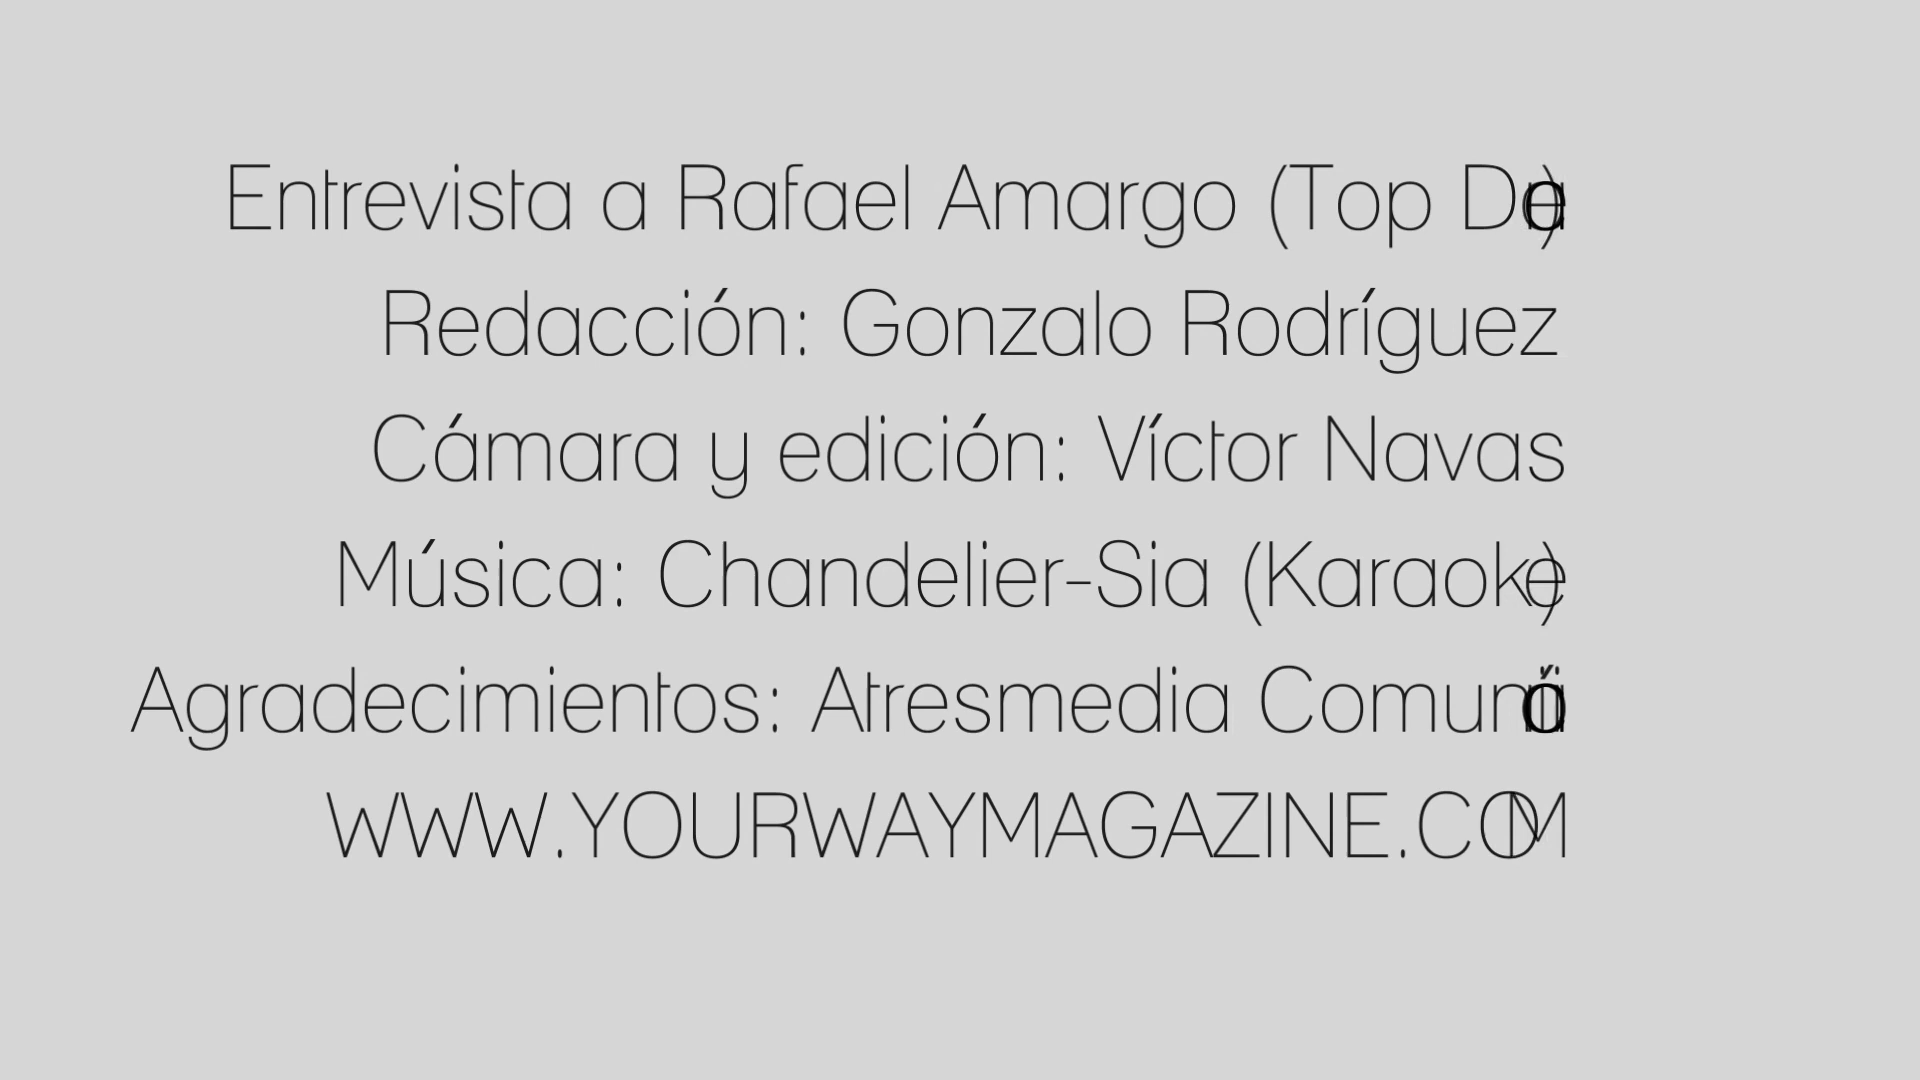 Entrevista a Rafael Amargo (Top
Redacción: Gonzalo Rodríguez
Cámara y edición: Víctor Navas
Música: Chandelier-Sia (Karaoke)
Agradecimientos: Atresmedia
WWW.YOURWAYMAGAZINE.COM